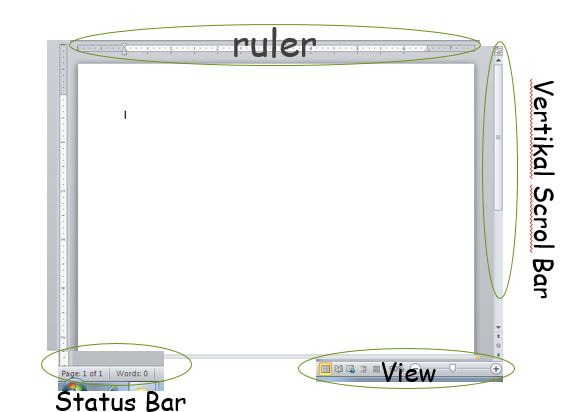 ruler
Vertikal Scrol Bar
Page: 1 of 1 Words: 0
View
Status Bar